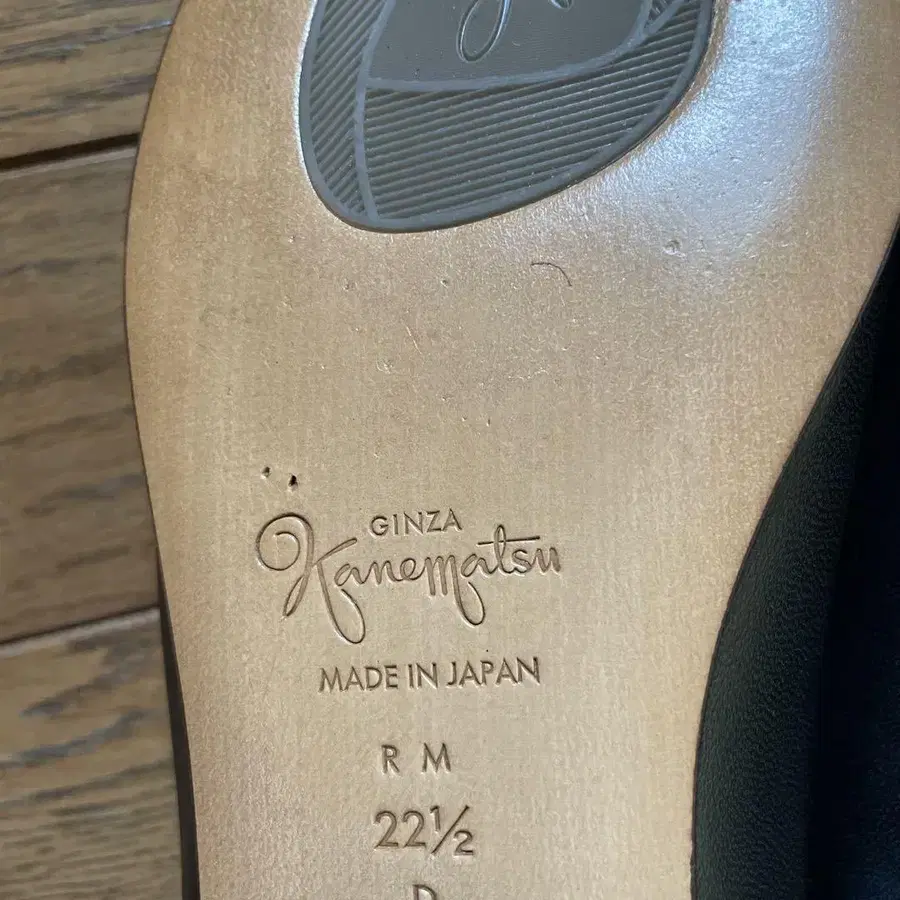 GINZA
Kanematsu
MADE IN JAPAN
R M
22½
D